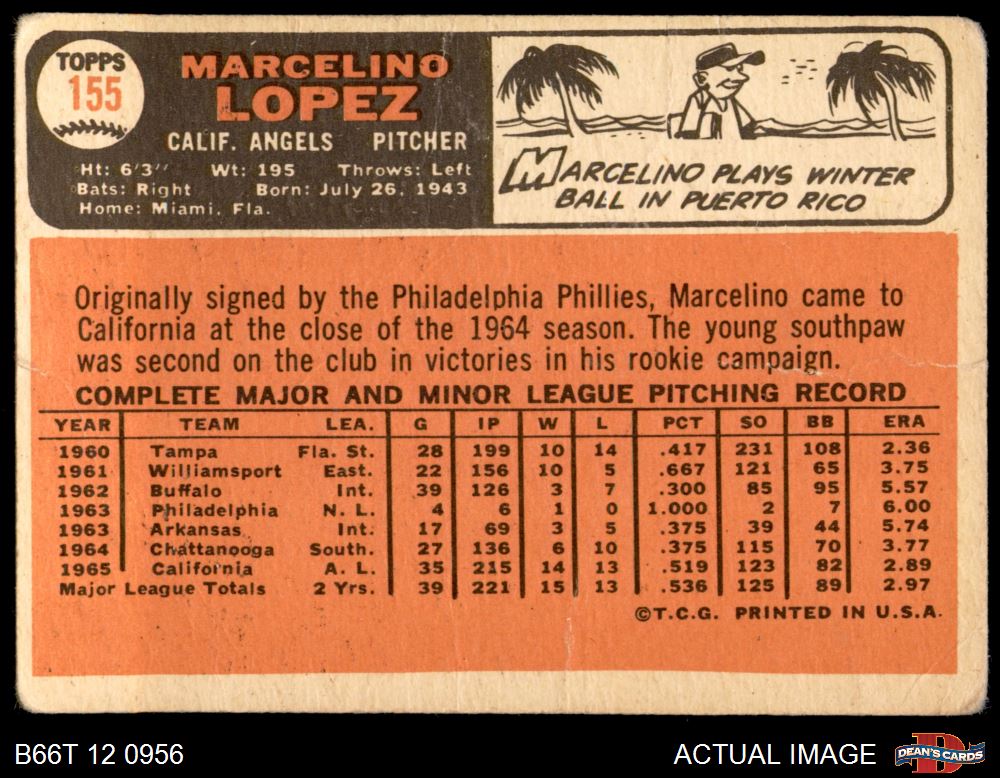 TOPPS
155
MARCELINO
LOPEZ
CALIF. ANGELS PITCHER
Ht: 6'3" Wt: 195 Throws: Left
Bats: Right Born: July 26, 1943
Home: Miami, Fla.
MARCELINO PLAYS WINTER
BALL IN PUERTO RICO
Originally signed by the Philadelphia Phillies, Marcelino came to
California at the close of the 1964 season. The young southpaw
was second on the club in victories in his rookie campaign.
COMPLETE MAJOR AND MINOR LEAGUE PITCHING RECORD
YEAR TEAM LEA. G IP W L PCT SO BB ERA
1960 Tampa Fla. St. 28 199 10 14 .417 231 108 2.36
1961 Williamsport East. 22 156 10 5 .667 121 65 3.75
1962 Buffalo Int. 39 126 3 7 .300 85 95 5.57
1963 Philadelphia N. L. 4 6 1 0 1.000 2 7 6.00
1963 Arkansas Int. 17 69 3 5 .375 39 44 5.74
1964 Chattanooga South. 27 136 6 10 .375 115 70 3.77
1965 California A. L. 35 215 14 13 .519 123 82 2.89
Major League Totals 2 Yrs. 39 221 15 13 .536 125 89 2.97
©T.C.G. PRINTED IN U.S.A.
B66T 12 0956
ACTUAL IMAGE
DEAN'S CARDS